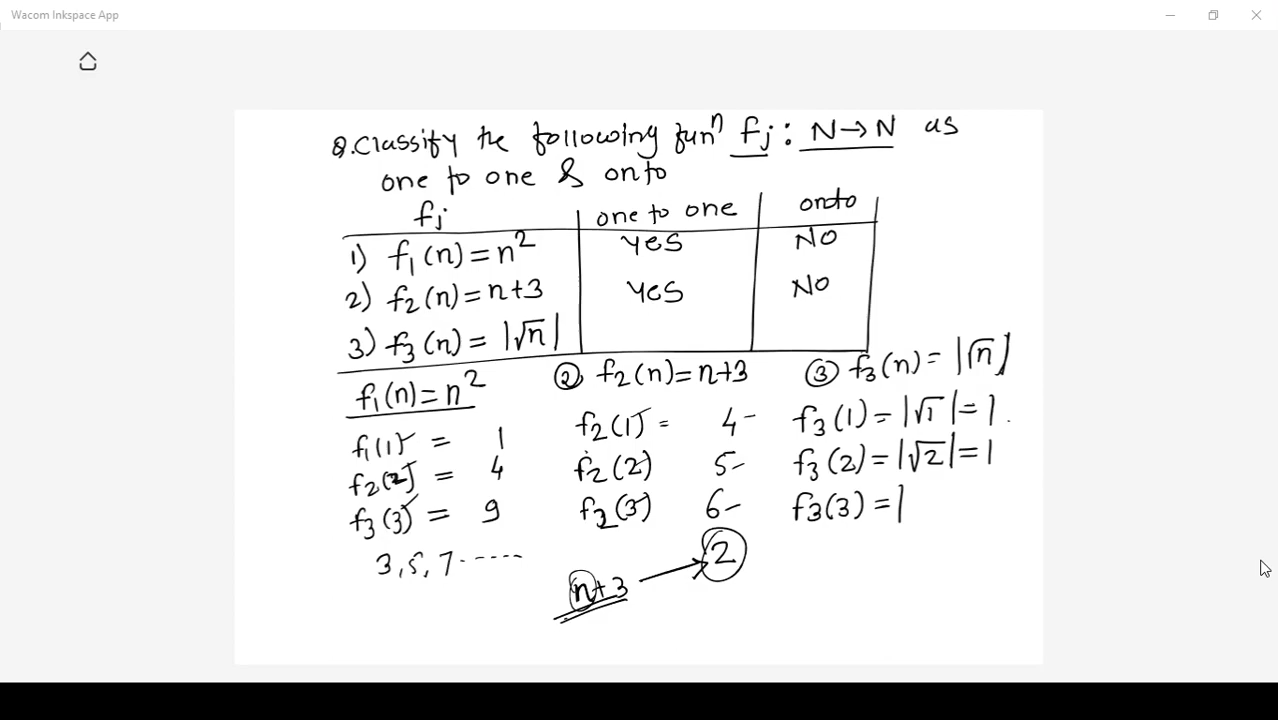 Wacom Inkspace App
Q. Classify the following funⁿ fj : N→N as
one to one & onto
fj one to one onto
1) f₁(n) = n² Yes NO
2) f₂(n) = n+3 Yes NO
3) f₃(n) = |√n|
f₁(n) = n²
f₁(1) = 1
f₂(2) = 4
f₃(3) = 9
3, 5, 7 - - - - - -
② f₂(n) = n+3
f₂(1) = 4 -
f₂(2) 5 -
f₂(3) 6 -
n+3 → 2
③ f₃(n) = |√n|
f₃(1) = |√1| = 1.
f₃(2) = |√2| = 1
f₃(3) = 1